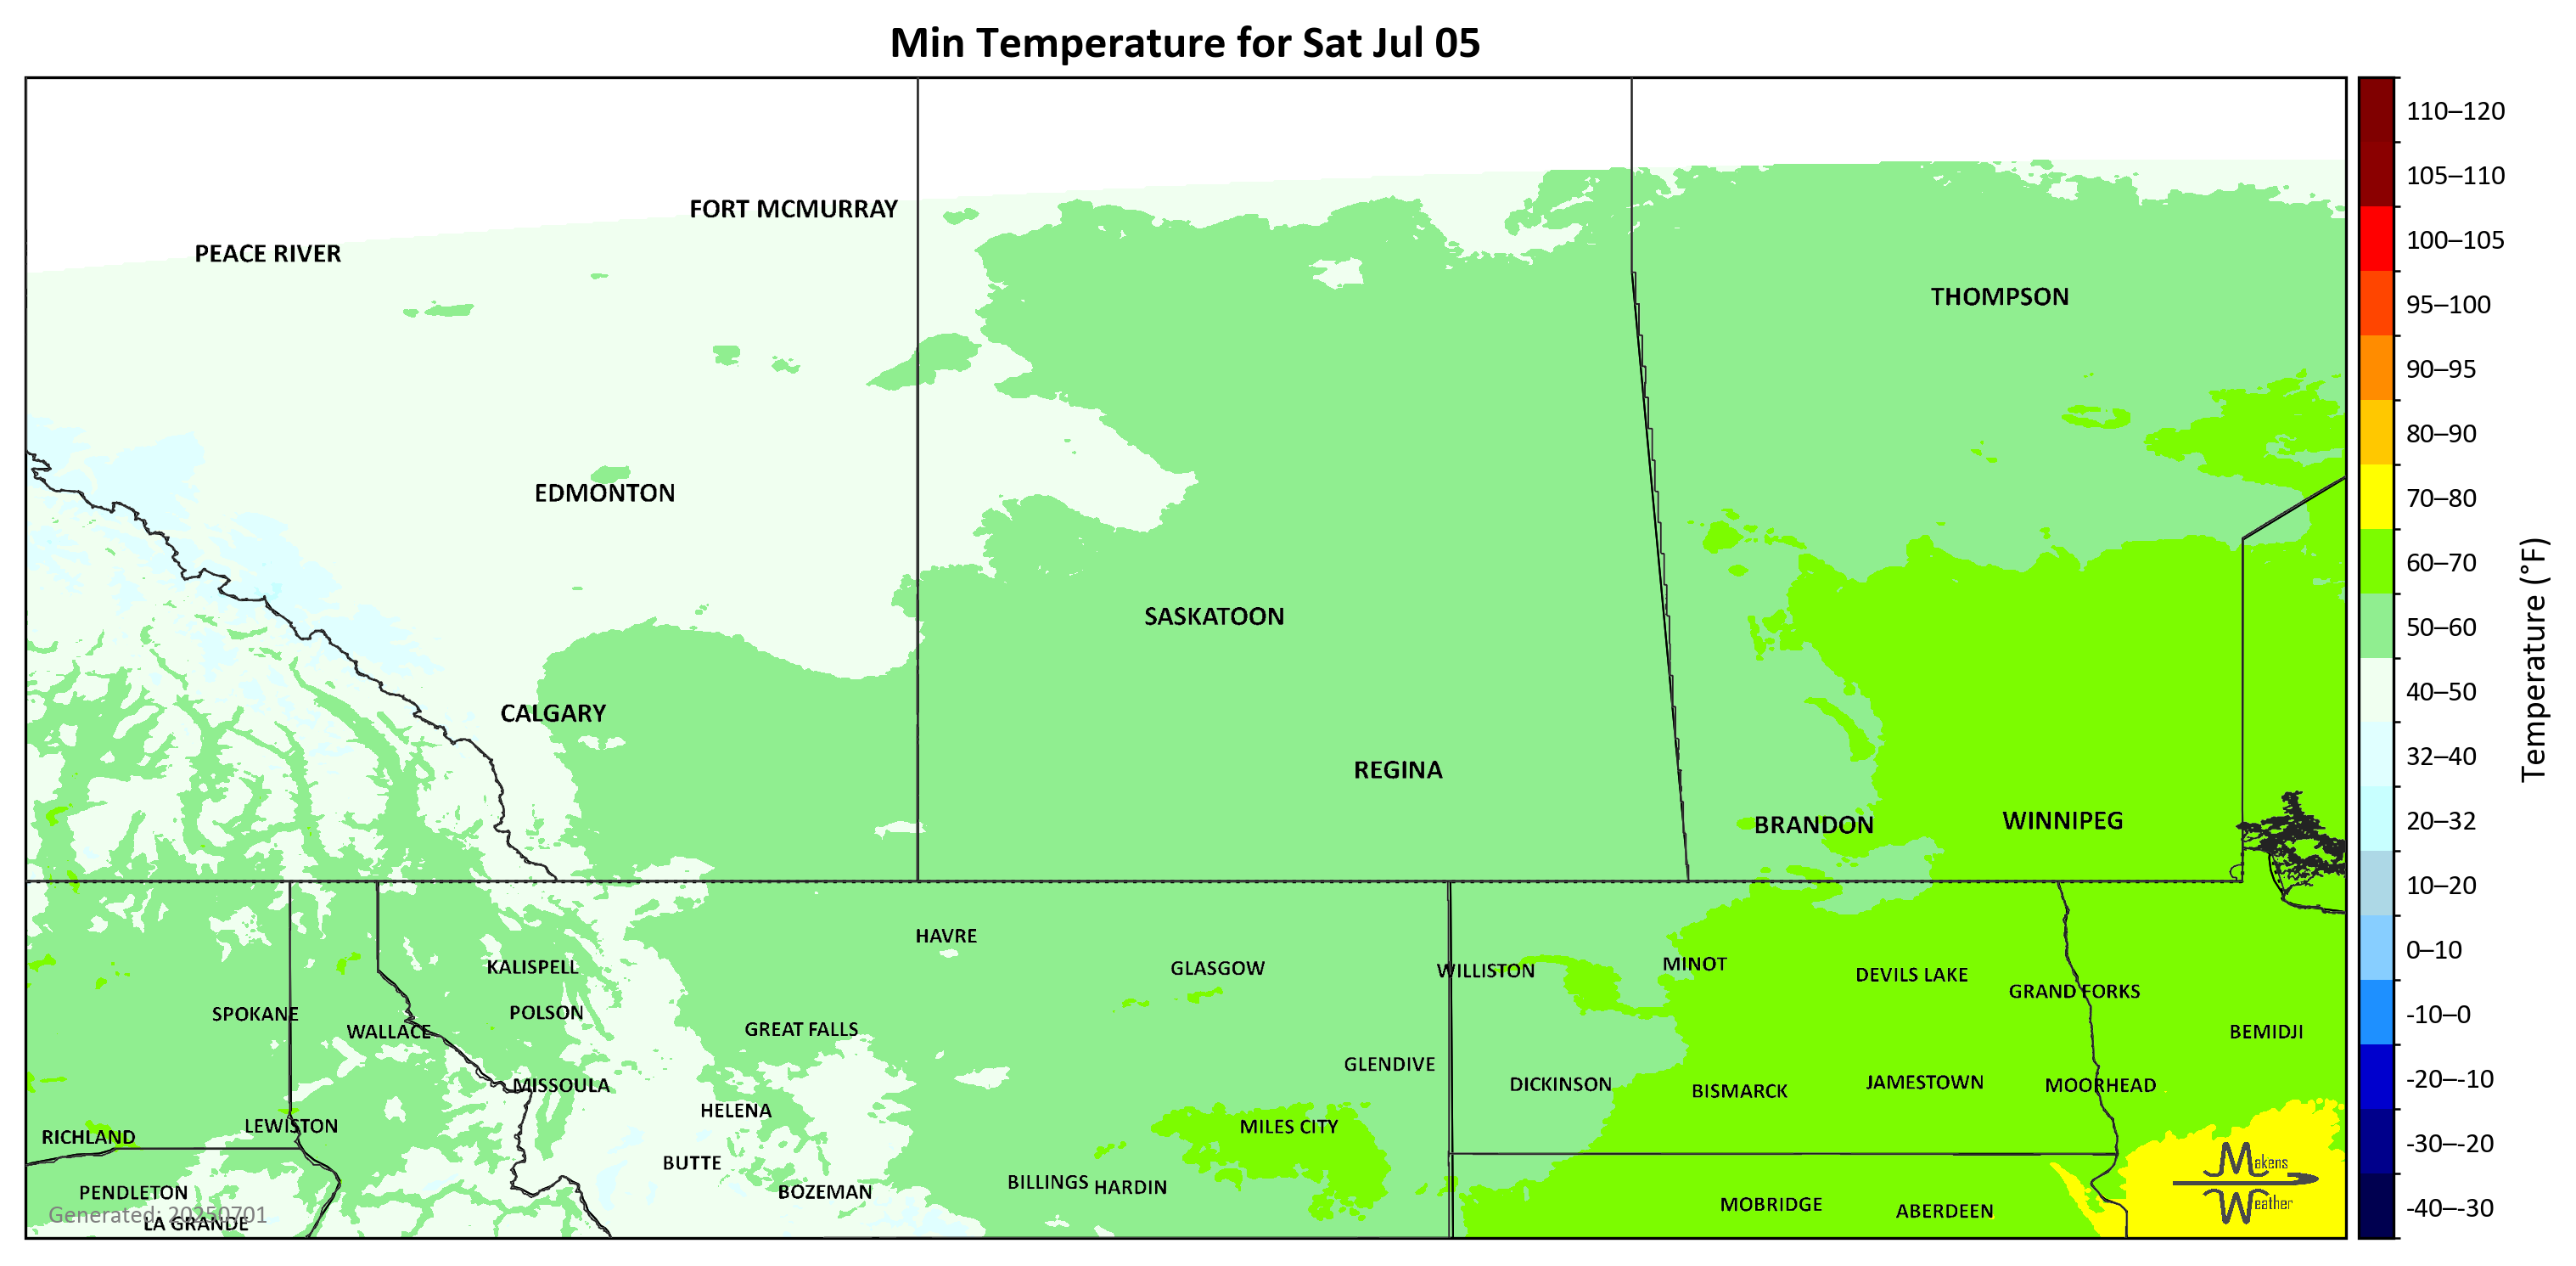 Min Temperature for Sat Jul 05
FORT MCMURRAY
PEACE RIVER
THOMPSON
EDMONTON
SASKATOON
CALGARY
REGINA
BRANDON
WINNIPEG
HAVRE
KALISPELL
GLASGOW
WILLISTON
MINOT
DEVILS LAKE
GRAND FORKS
SPOKANE
POLSON
WALLACE
GREAT FALLS
BEMIDJI
GLENDIVE
MISSOULA
DICKINSON
BISMARCK
JAMESTOWN
MOORHEAD
HELENA
LEWISTON
RICHLAND
MILES CITY
BUTTE
BILLINGS
HARDIN
BOZEMAN
PENDLETON
LA GRANDE
Generated: 20250701
MOBRIDGE
ABERDEEN
Makens
Weather
110–120
105–110
100–105
95–100
90–95
80–90
70–80
60–70
50–60
40–50
32–40
20–32
10–20
0–10
-10–0
-20–-10
-30–-20
-40–-30
Temperature (°F)